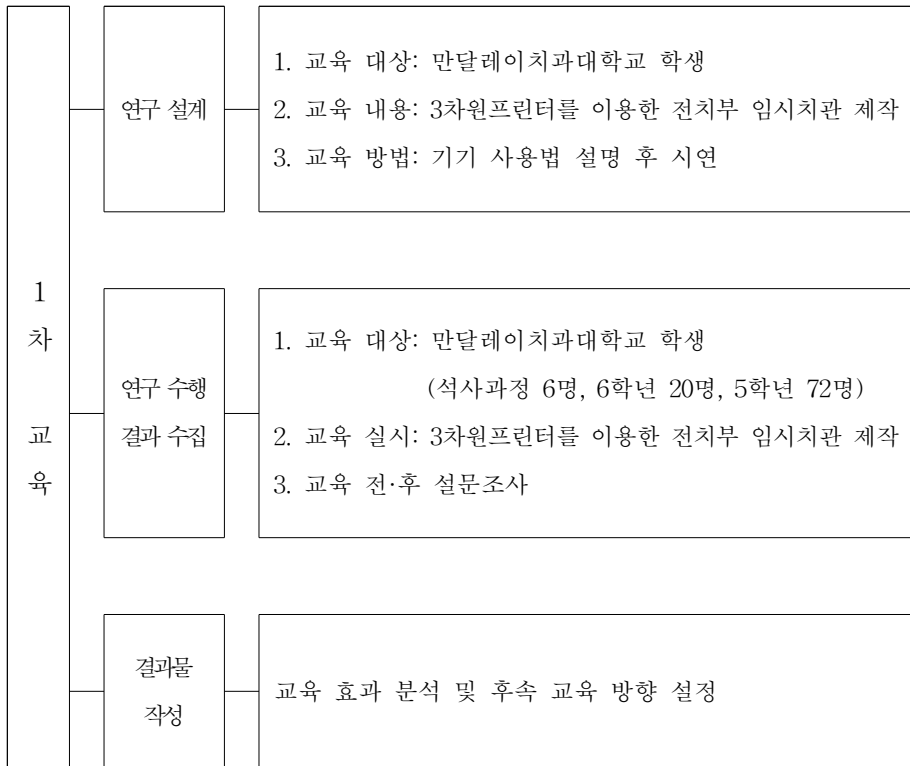 1차 교육
연구 설계
1. 교육 대상: 만달레이치과대학교 학생
2. 교육 내용: 3차원프린터를 이용한 전치부 임시치관 제작
3. 교육 방법: 기기 사용법 설명 후 시연
연구 수행
결과 수집
1. 교육 대상: 만달레이치과대학교 학생
(석사과정 6명, 6학년 20명, 5학년 72명)
2. 교육 실시: 3차원프린터를 이용한 전치부 임시치관 제작
3. 교육 전·후 설문조사
결과물
작성
교육 효과 분석 및 후속 교육 방향 설정